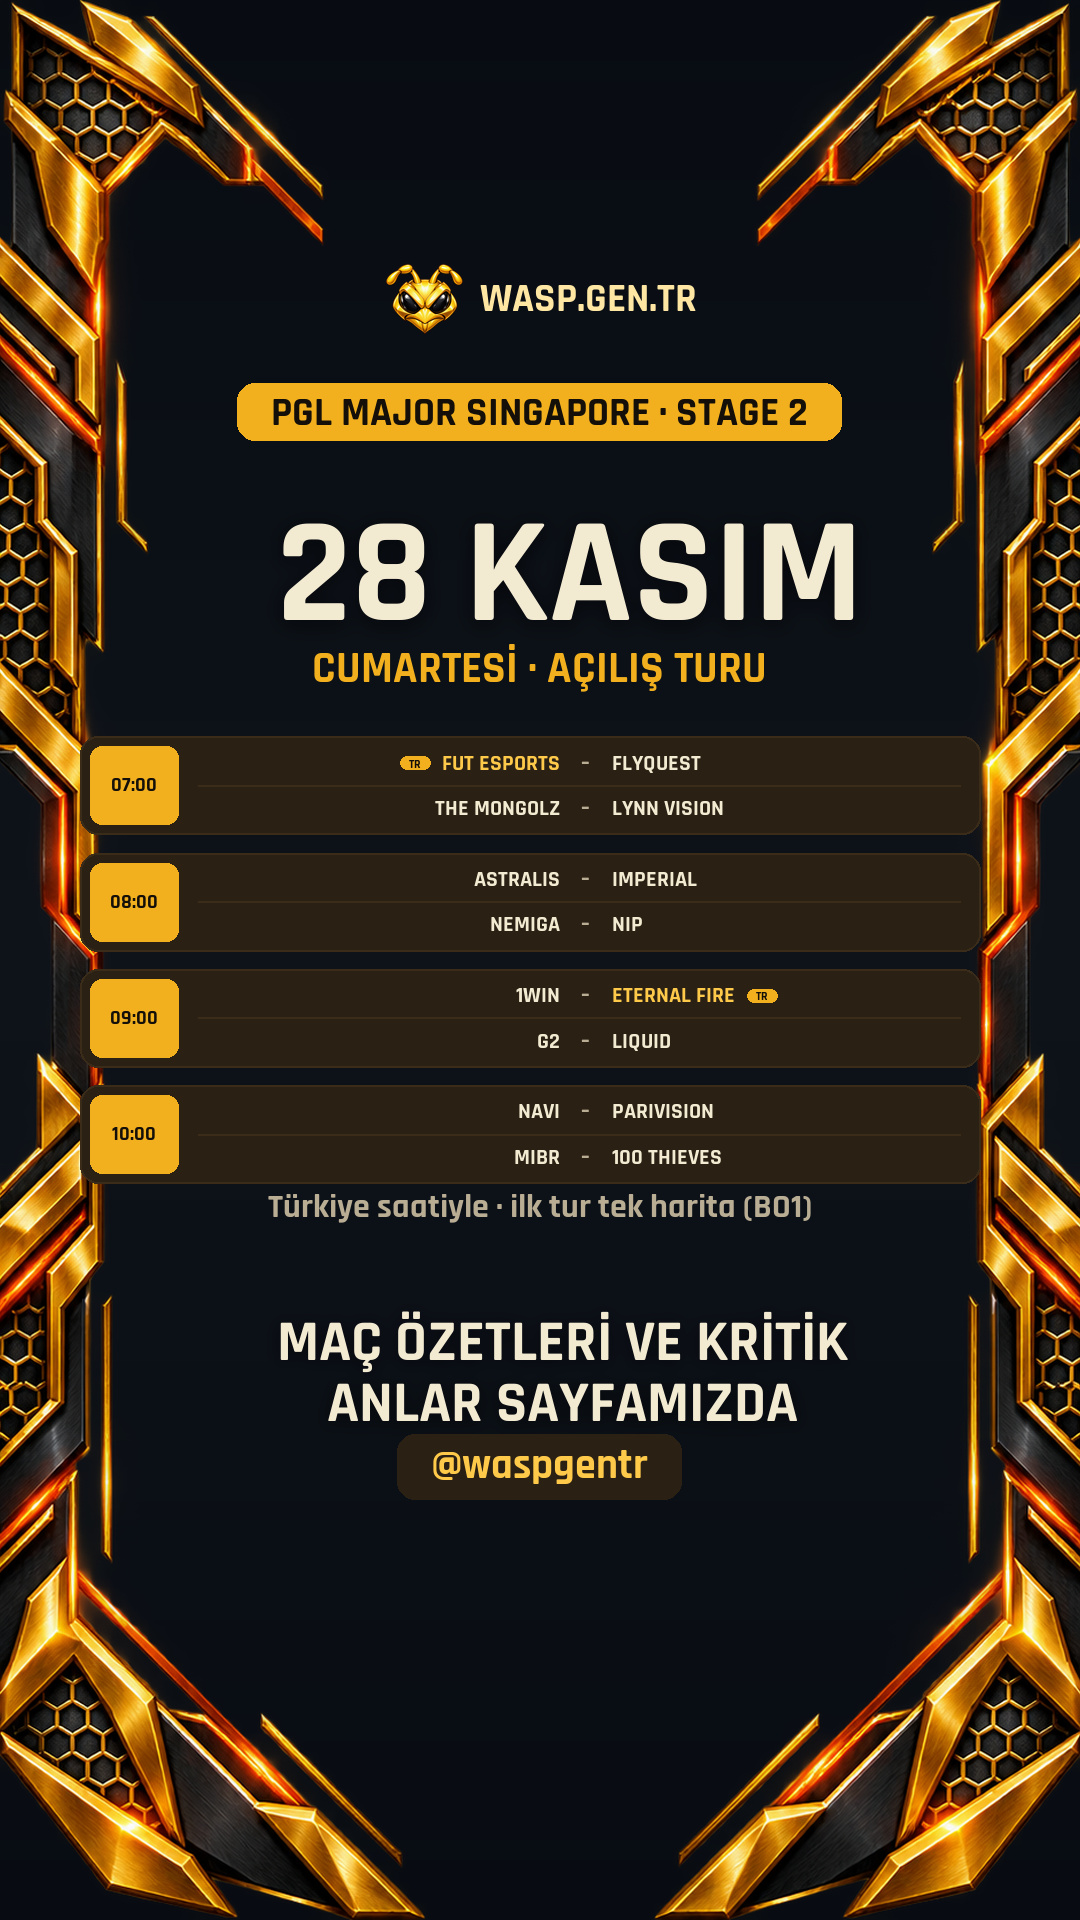 WASP.GEN.TR
PGL MAJOR SINGAPORE · STAGE 2
28 KASIM
CUMARTESİ · AÇILIŞ TURU
07:00
TR FUT ESPORTS - FLYQUEST
THE MONGOLZ - LYNN VISION
08:00
ASTRALIS - IMPERIAL
NEMIGA - NIP
09:00
1WIN - ETERNAL FIRE TR
G2 - LIQUID
10:00
NAVI - PARIVISION
MIBR - 100 THIEVES
Türkiye saatiyle · ilk tur tek harita (BO1)
MAÇ ÖZETLERİ VE KRİTİK
ANLAR SAYFAMIZDA
@waspgentr